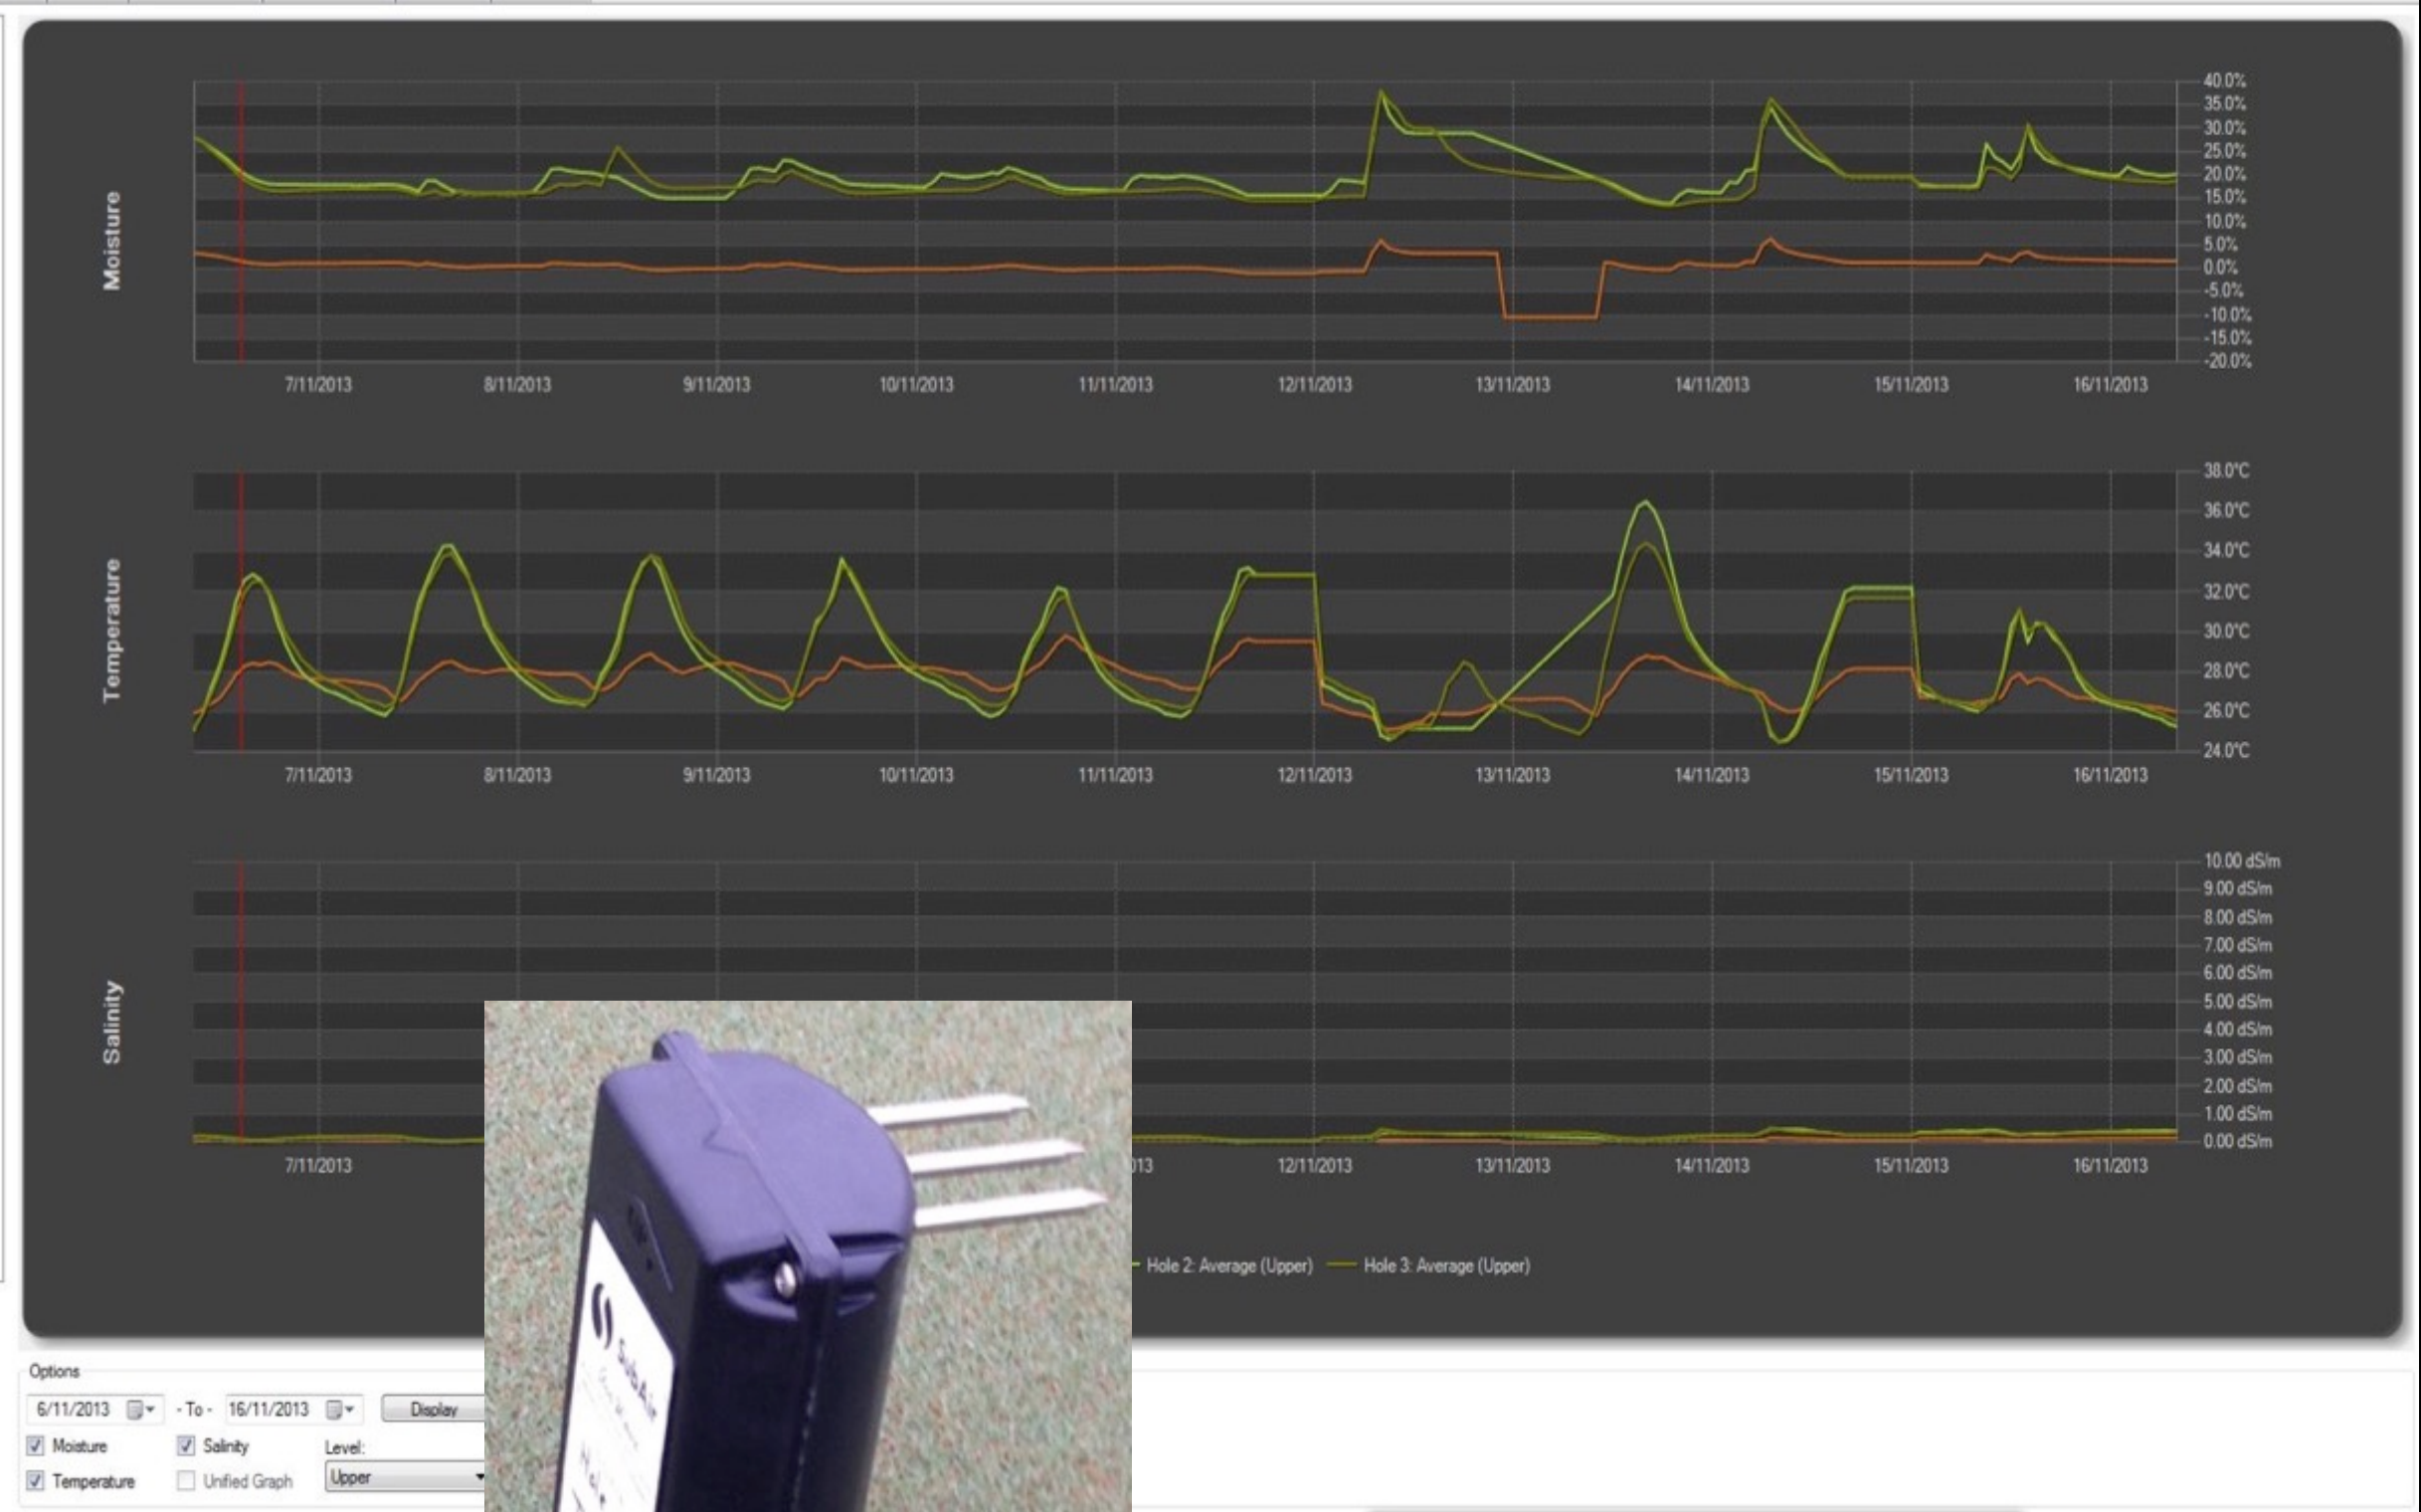 Moisture
40.0%
35.0%
30.0%
25.0%
20.0%
15.0%
10.0%
5.0%
0.0%
-5.0%
-10.0%
-15.0%
-20.0%
7/11/2013 8/11/2013 9/11/2013 10/11/2013 11/11/2013 12/11/2013 13/11/2013 14/11/2013 15/11/2013 16/11/2013
Temperature
38.0°C
36.0°C
34.0°C
32.0°C
30.0°C
28.0°C
26.0°C
24.0°C
7/11/2013 8/11/2013 9/11/2013 10/11/2013 11/11/2013 12/11/2013 13/11/2013 14/11/2013 15/11/2013 16/11/2013
Salinity
10.00 dS/m
9.00 dS/m
8.00 dS/m
7.00 dS/m
6.00 dS/m
5.00 dS/m
4.00 dS/m
3.00 dS/m
2.00 dS/m
1.00 dS/m
0.00 dS/m
7/11/2013 013 12/11/2013 13/11/2013 14/11/2013 15/11/2013 16/11/2013
Hole 2: Average (Upper) Hole 3: Average (Upper)
SubAir
Options
6/11/2013 - To - 16/11/2013 Display
Moisture Salinity Level:
Temperature Unified Graph Upper